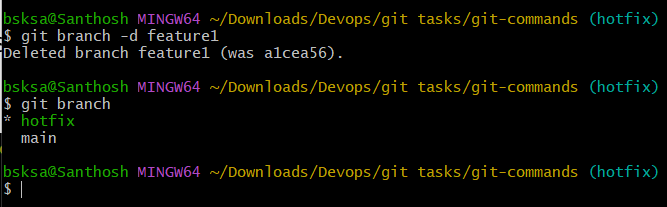 bsksa@Santhosh MINGW64 ~/Downloads/Devops/git tasks/git-commands (hotfix)
$ git branch -d feature1
Deleted branch feature1 (was a1cea56).
bsksa@Santhosh MINGW64 ~/Downloads/Devops/git tasks/git-commands (hotfix)
$ git branch
* hotfix
  main
bsksa@Santhosh MINGW64 ~/Downloads/Devops/git tasks/git-commands (hotfix)
$